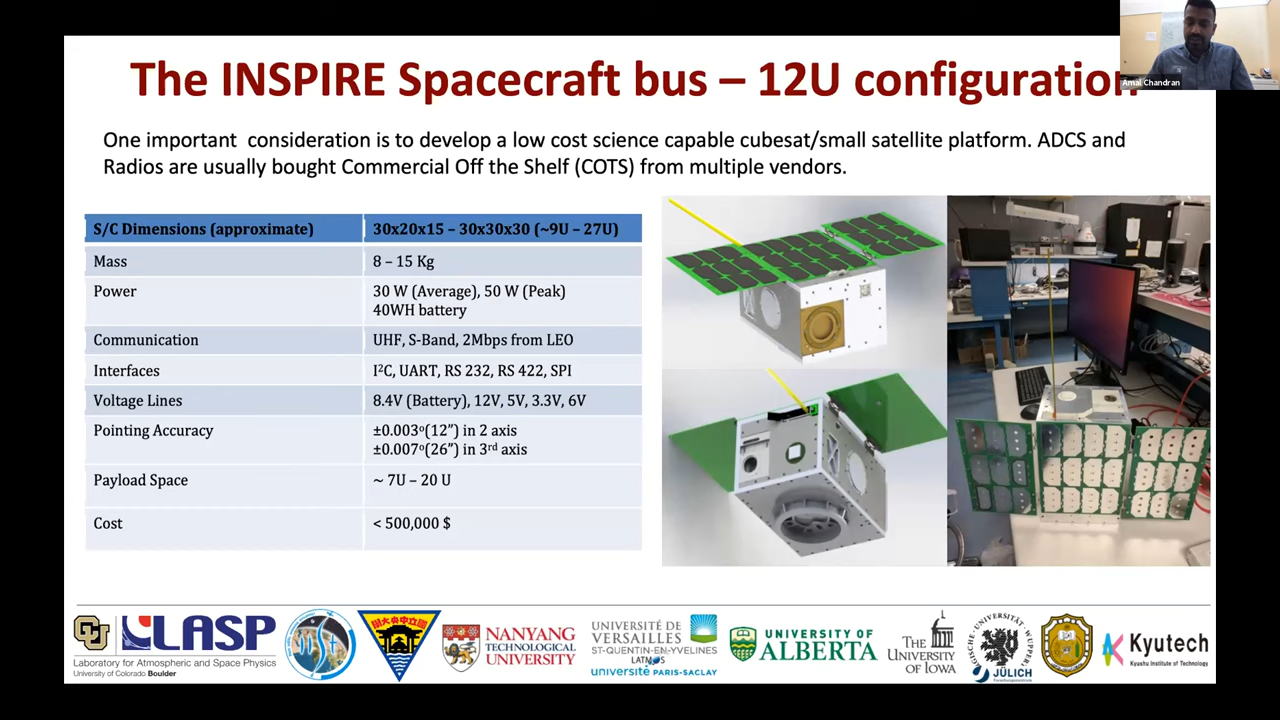 Amal Chandran
The INSPIRE Spacecraft bus – 12U configuration
One important consideration is to develop a low cost science capable cubesat/small satellite platform. ADCS and
Radios are usually bought Commercial Off the Shelf (COTS) from multiple vendors.
S/C Dimensions (approximate) 30x20x15 – 30x30x30 (~9U – 27U)
Mass 8 – 15 Kg
Power 30 W (Average), 50 W (Peak)
40WH battery
Communication UHF, S-Band, 2Mbps from LEO
Interfaces I²C, UART, RS 232, RS 422, SPI
Voltage Lines 8.4V (Battery), 12V, 5V, 3.3V, 6V
Pointing Accuracy ±0.003º(12”) in 2 axis
±0.007º(26”) in 3rd axis
Payload Space ~ 7U – 20 U
Cost < 500,000 $
CU LASP
Laboratory for Atmospheric and Space Physics
University of Colorado Boulder
NANYANG
TECHNOLOGICAL
UNIVERSITY
UNIVERSITÉ DE
VERSAILLES
ST-QUENTIN-EN-YVELINES
LATMOS
université PARIS-SACLAY
UNIVERSITY OF
ALBERTA
THE
UNIVERSITY
OF IOWA
JÜLICH
Forschungszentrum
Kyutech
Kyushu Institute of Technology